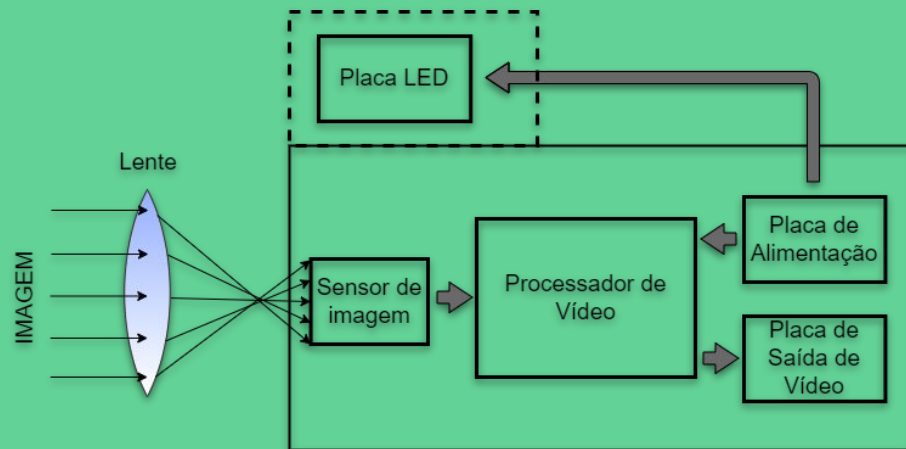 Placa LED
Lente
IMAGEM
Sensor de
imagem
Processador de
Vídeo
Placa de
Alimentação
Placa de
Saída de
Vídeo